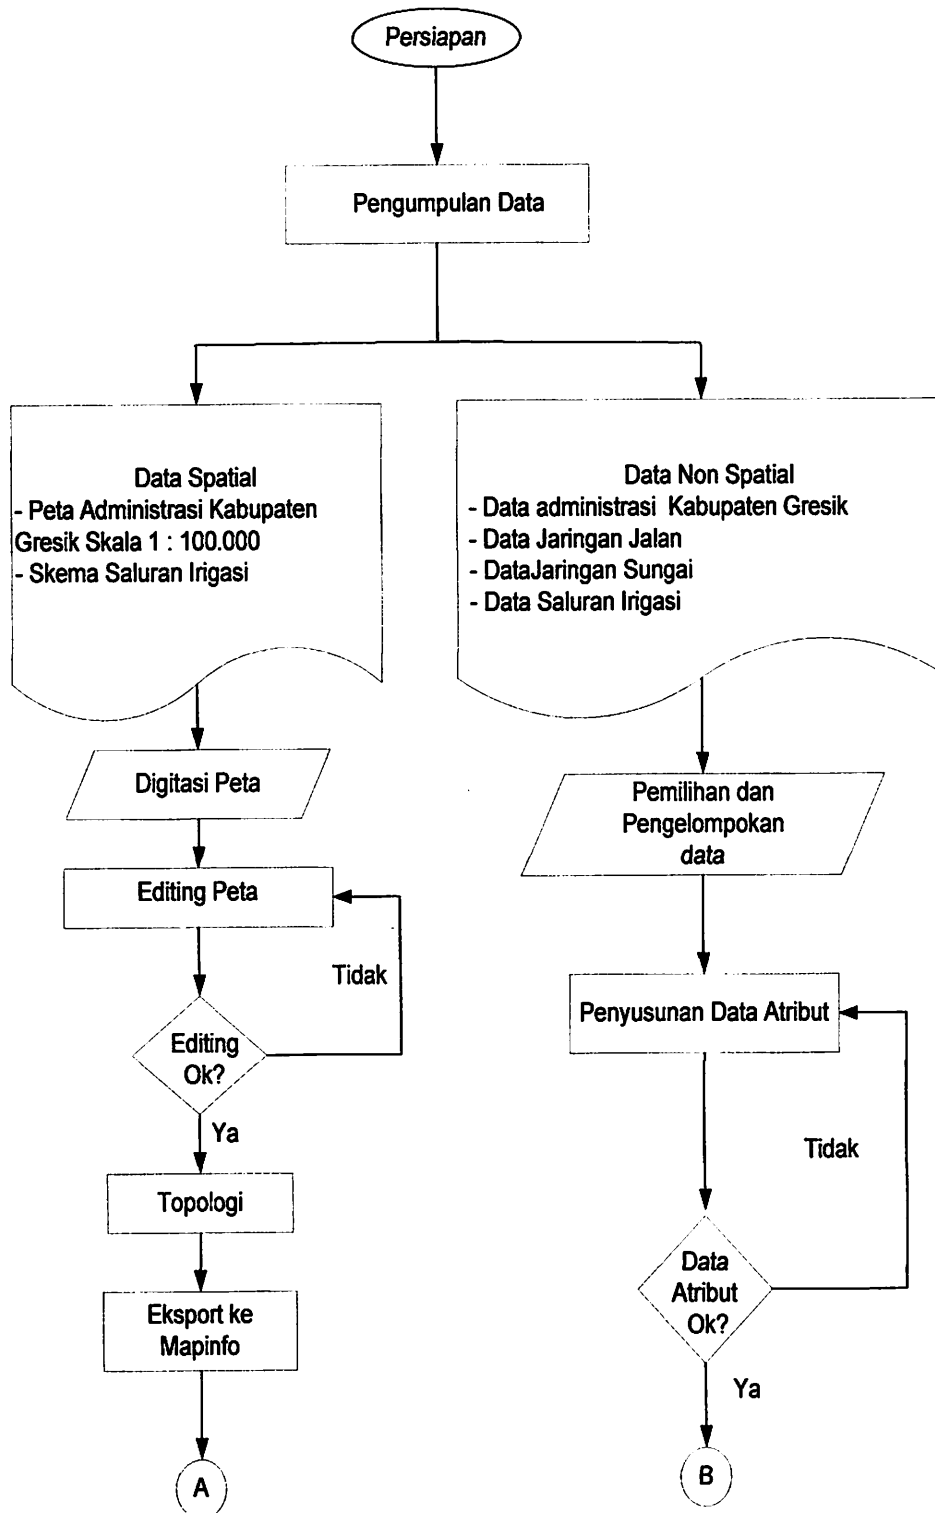 Persiapan
Pengumpulan Data
Data Spatial
- Peta Administrasi Kabupaten
Gresik Skala 1 : 100.000
- Skema Saluran Irigasi
Data Non Spatial
- Data administrasi Kabupaten Gresik
- Data Jaringan Jalan
- DataJaringan Sungai
- Data Saluran Irigasi
Digitasi Peta
Editing Peta
Tidak
Editing
Ok?
Ya
Topologi
Eksport ke
Mapinfo
A
Pemilihan dan
Pengelompokan
data
Penyusunan Data Atribut
Tidak
Data
Atribut
Ok?
Ya
B